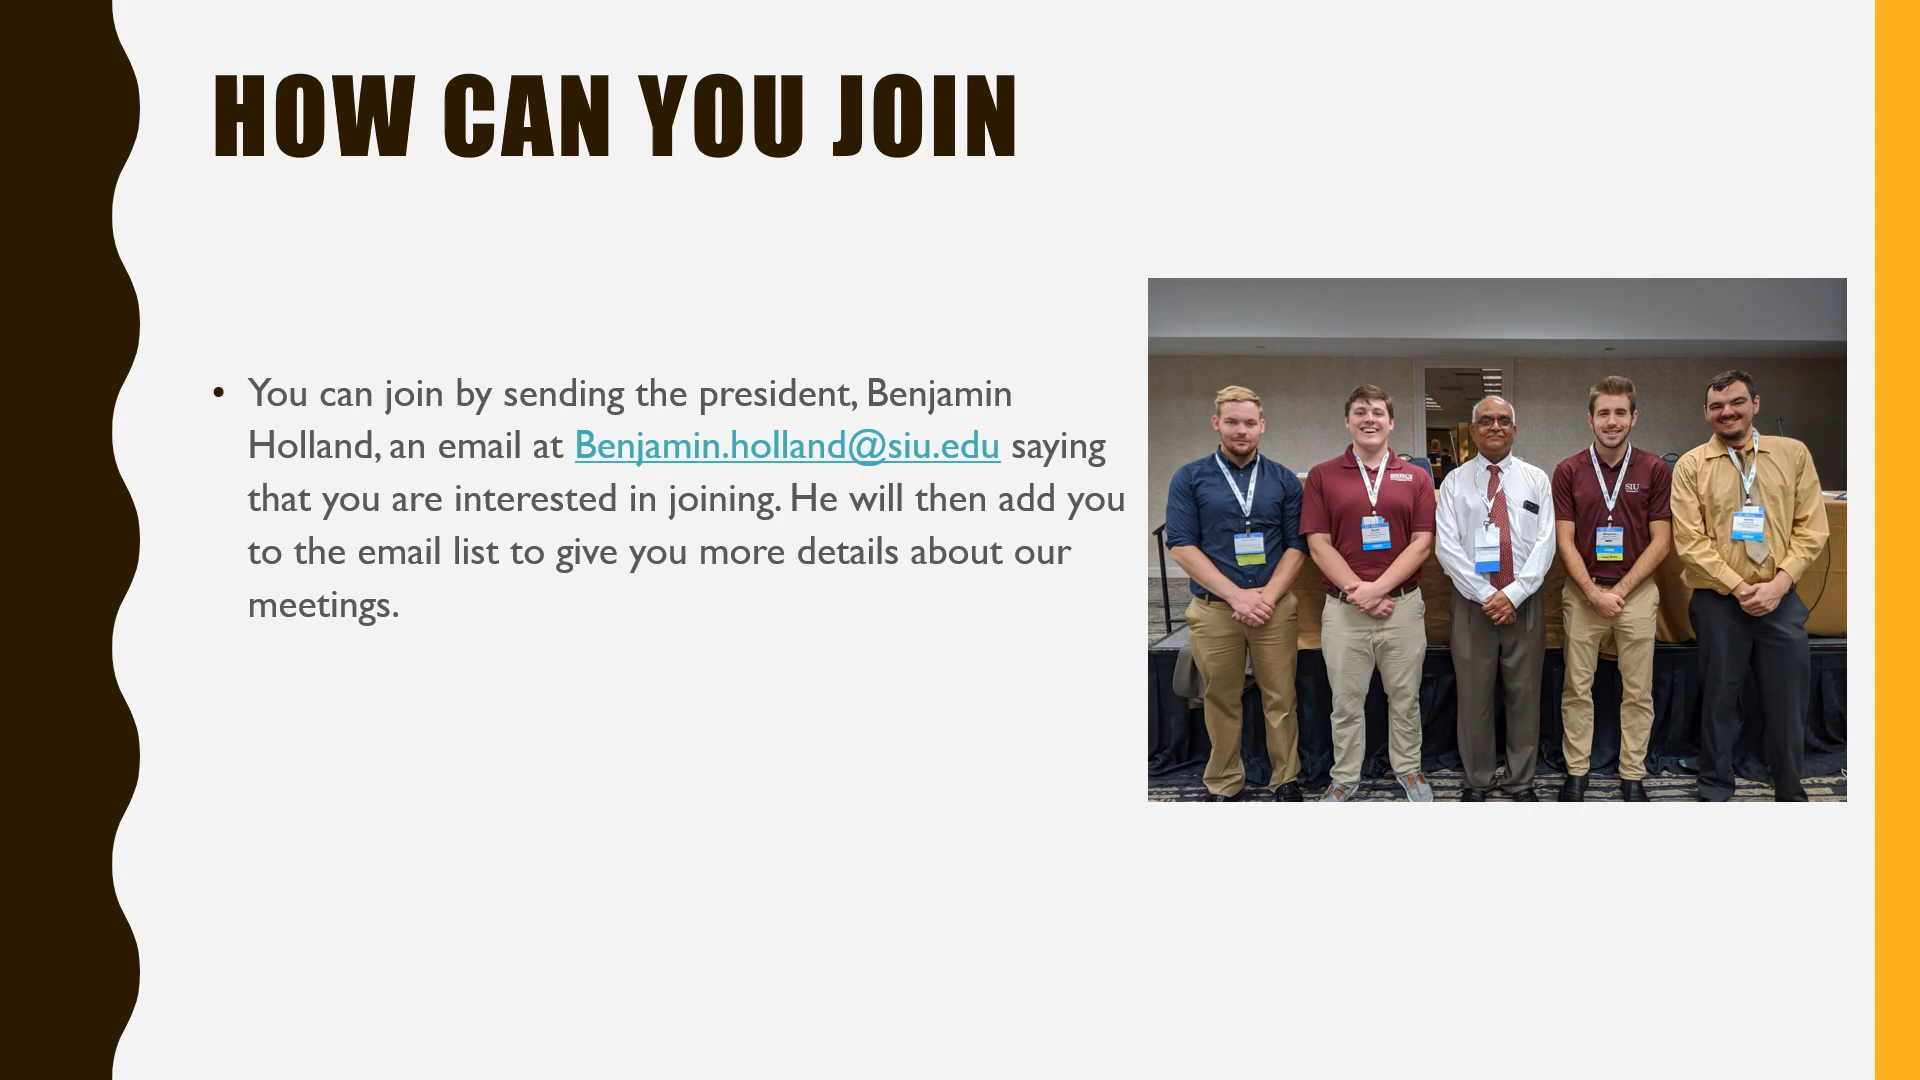 HOW CAN YOU JOIN
• You can join by sending the president, Benjamin
Holland, an email at Benjamin.holland@siu.edu saying
that you are interested in joining. He will then add you
to the email list to give you more details about our
meetings.
SIU